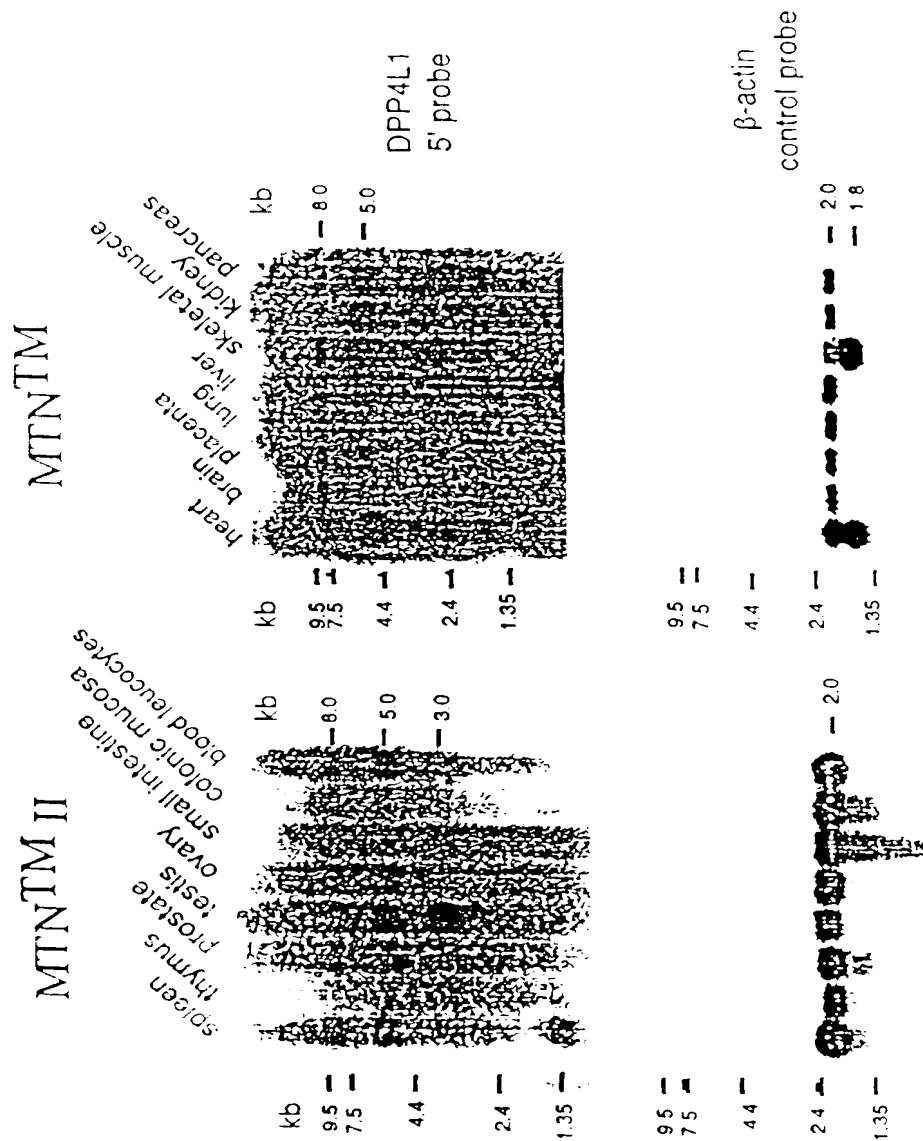 MTN™ II
MTN™
spleen
thymus
prostate
testis
ovary
small intestine
colonic mucosa
blood leucocytes
heart
brain
placenta
lung
liver
skeletal muscle
kidney
pancreas
kb
9.5
7.5
4.4
2.4
1.35
kb
8.0
5.0
3.0
kb
9.5
7.5
4.4
2.4
1.35
kb
8.0
5.0
DPP4L1
5' probe
9.5
7.5
4 4
2 4
1.35
2.0
9.5
7.5
4.4
2.4
1.35
2.0
1.8
β-actin
control probe